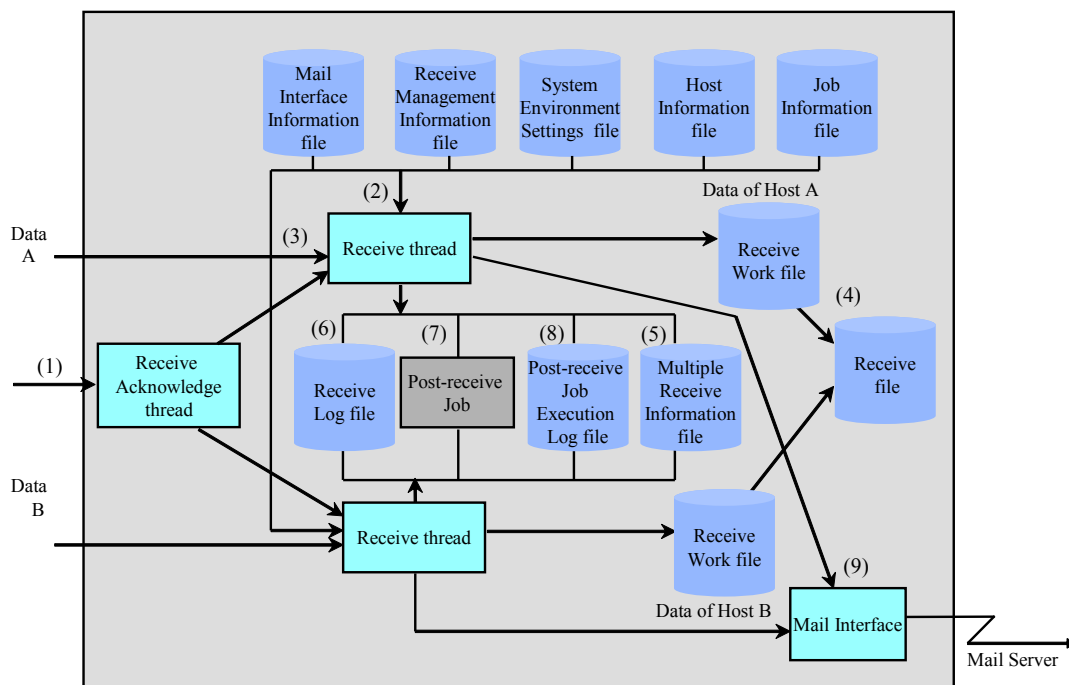 Mail
Interface
Information
file
Receive
Management
Information
file
System
Environment
Settings file
Host
Information
file
Job
Information
file
(2)
Data of Host A
Data
A
(3)
Receive thread
Receive
Work file
(4)
(1)
Receive
Acknowledge
thread
(6)
(7)
(8)
(5)
Receive
Log file
Post-receive
Job
Post-receive
Job
Execution
Log file
Multiple
Receive
Information
file
Receive
file
Data
B
Receive thread
Receive
Work file
Data of Host B
(9)
Mail Interface
Mail Server